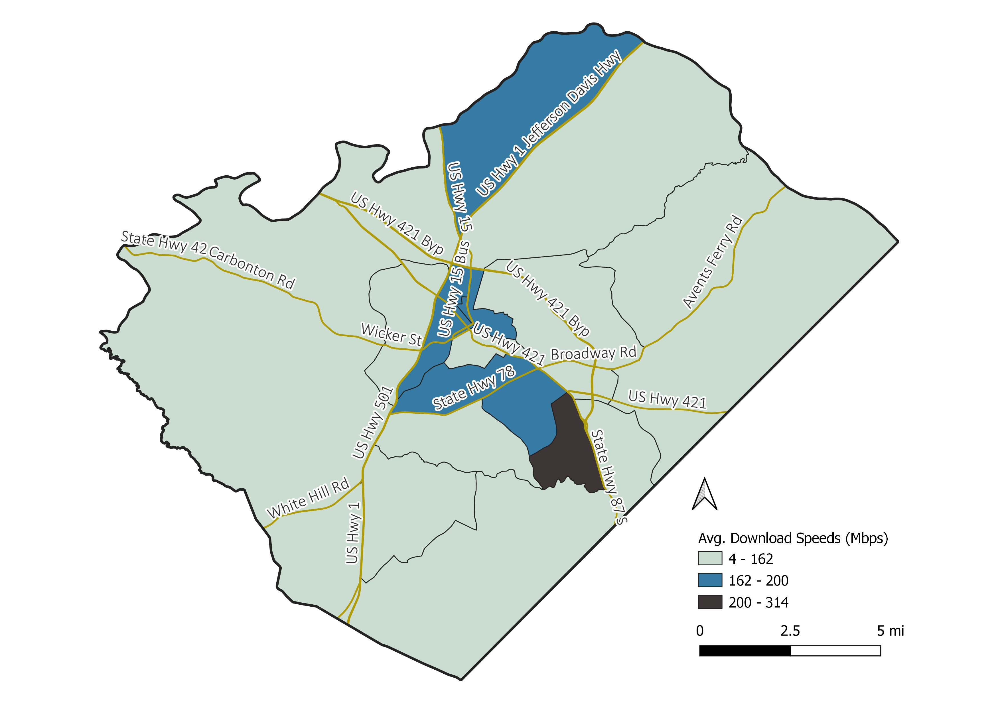 US Hwy 1 Jefferson Davis Hwy
US Hwy 15
US Hwy 421 Byp
State Hwy 42
Carbonton Rd
Bus
US Hwy 15
US Hwy 421 Byp
Avents Ferry Rd
Wicker St
US Hwy 421
Broadway Rd
State Hwy 78
US Hwy 501
US Hwy 421
State Hwy 87 S
White Hill Rd
US Hwy 1
Avg. Download Speeds (Mbps)
4 - 162
162 - 200
200 - 314
0 2.5 5 mi